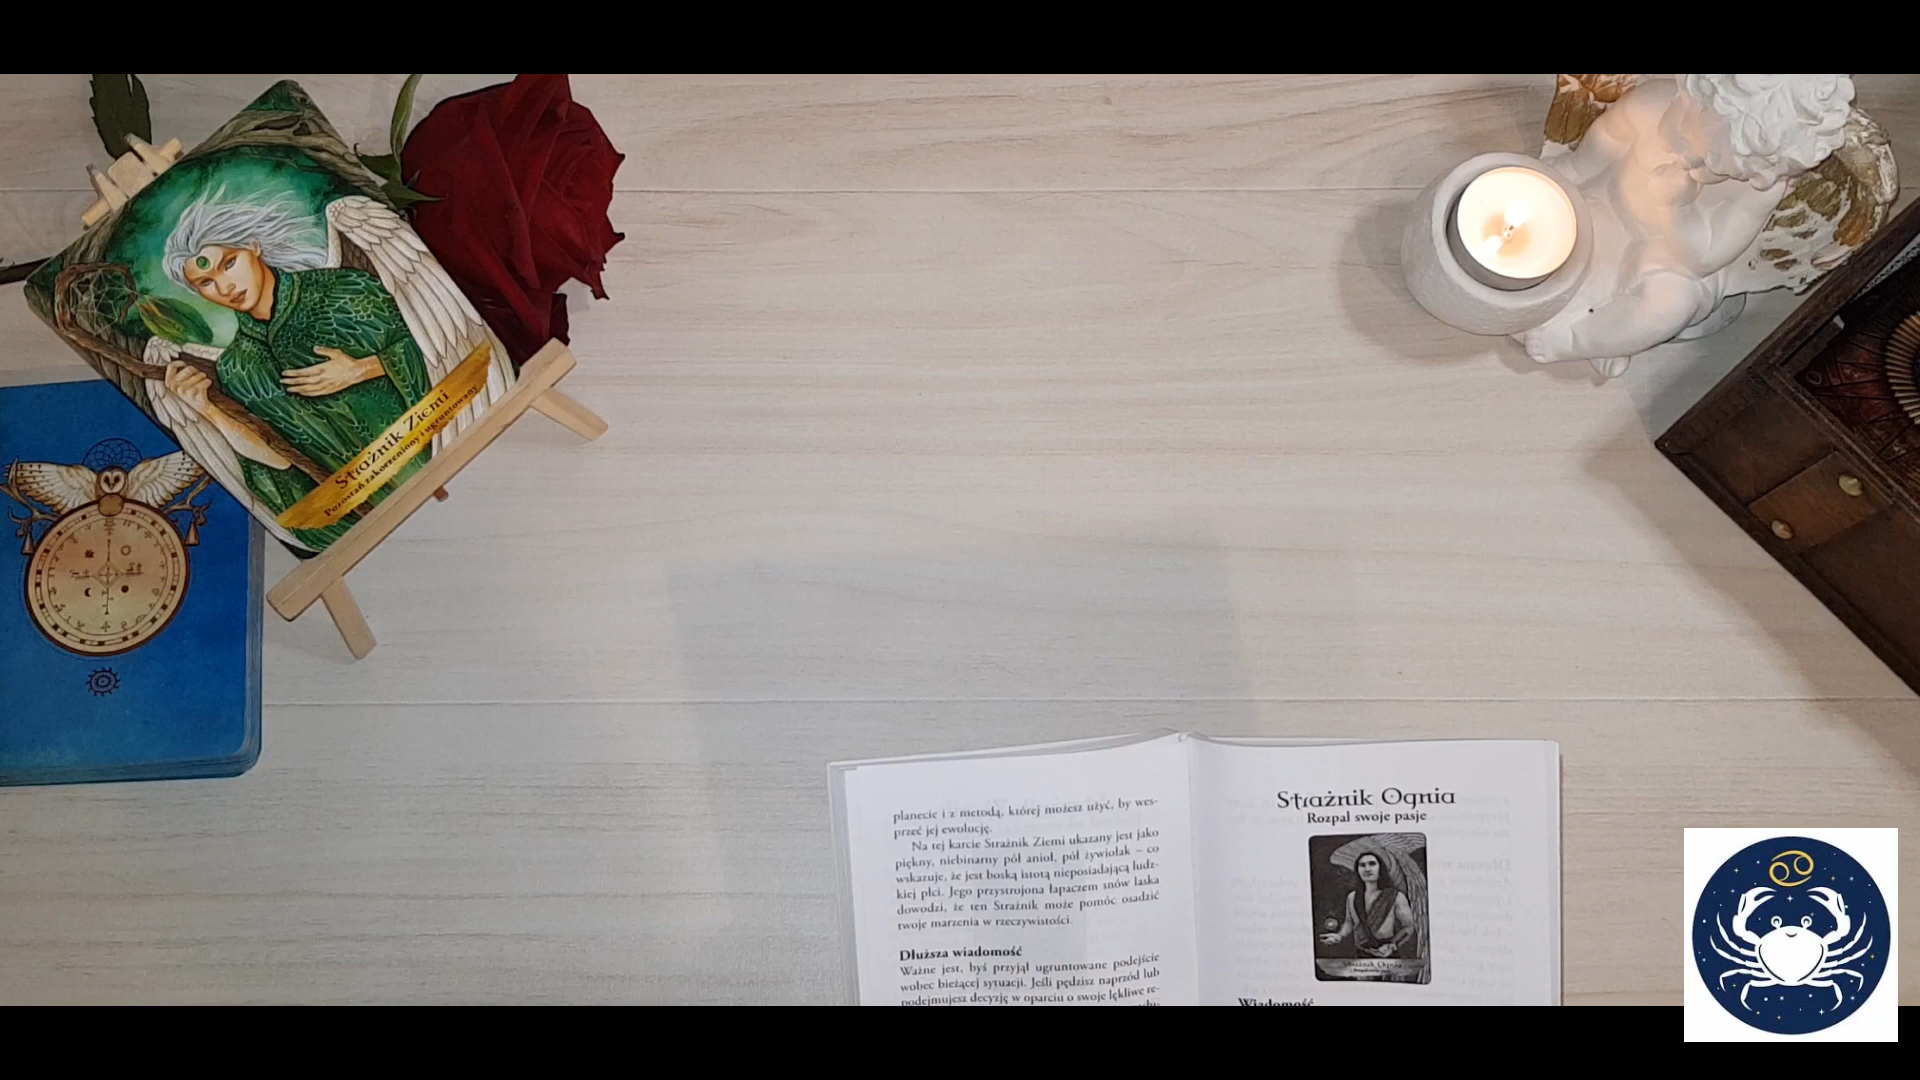 Strażnik Ziemi
Pozostań zakorzeniony i ugruntowany
planecie i z metodą, której możesz użyć, by wes-
przeć jej ewolucję.
Na tej karcie Strażnik Ziemi ukazany jest jako
piękny, niebinarny pół anioł, pół żywiołak – co
wskazuje, że jest boską istotą nieposiadającą ludz-
kiej płci. Jego przystrojona łapaczem snów laska
dowodzi, że ten Strażnik może pomóc osadzić
twoje marzenia w rzeczywistości.
Dłuższa wiadomość
Ważne jest, byś przyjął ugruntowane podejście
wobec bieżącej sytuacji. Jeśli pędzisz naprzód lub
podejmujesz decyzję w oparciu o swoje lękliwe re-
Strażnik Ognia
Rozpal swoje pasje
Strażnik Ognia
Wiadomość